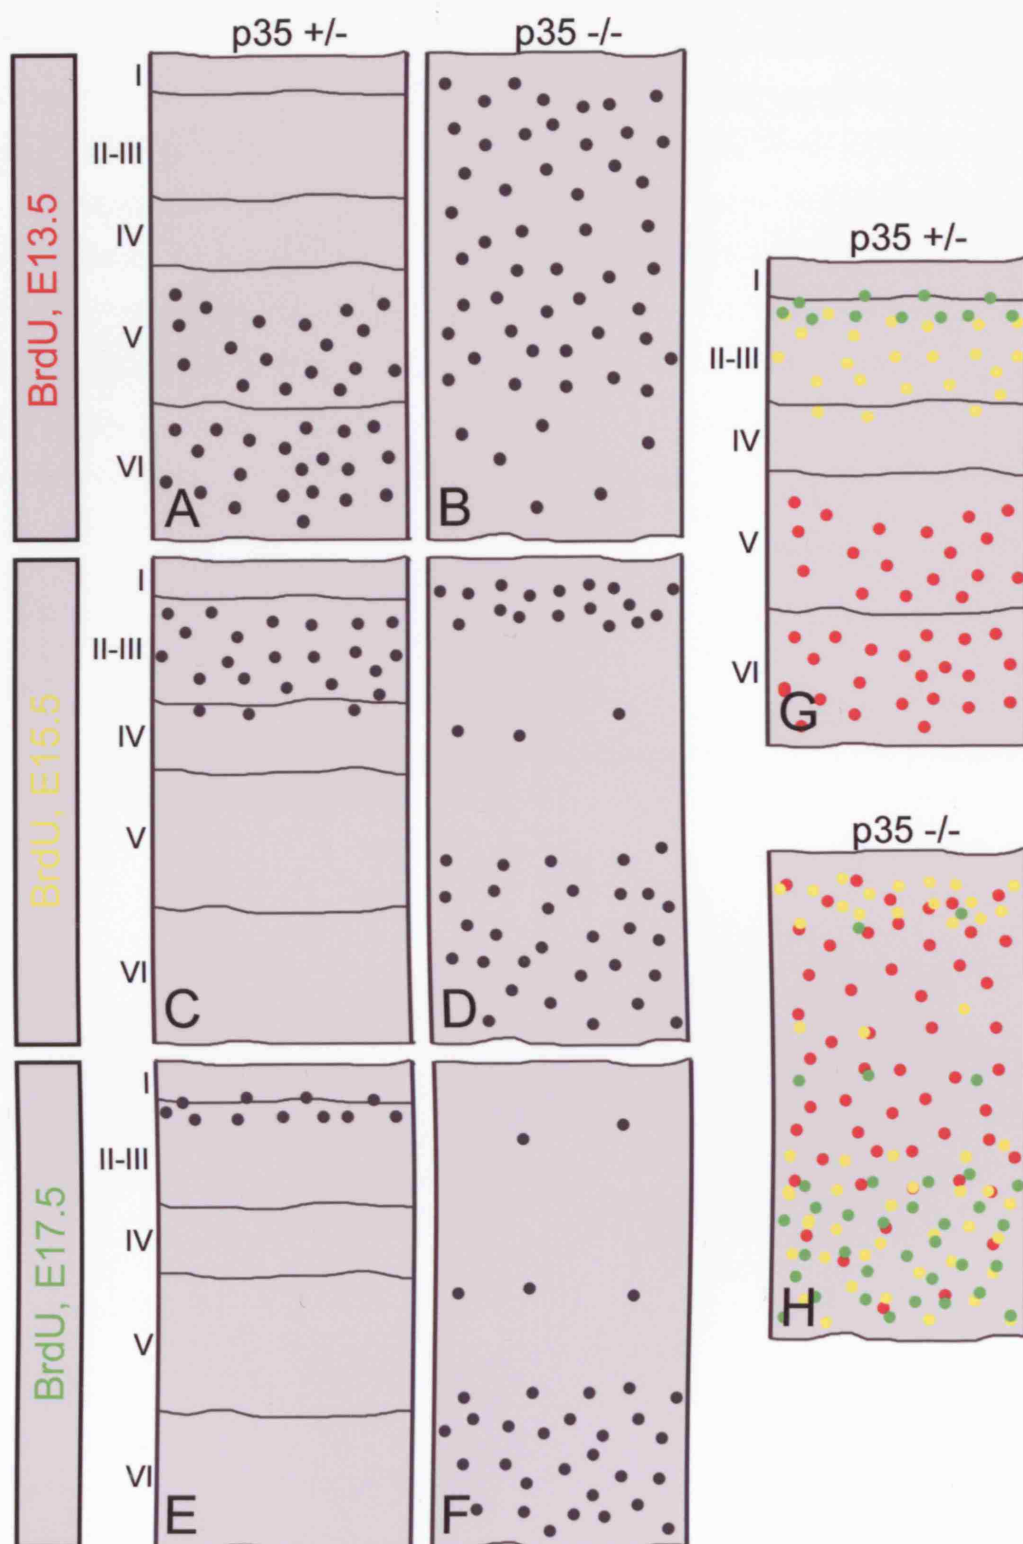 p35 +/-
p35 -/-
BrdU, E13.5
I
II-III
IV
V
VI
A
B
BrdU, E15.5
I
II-III
IV
V
VI
C
D
BrdU, E17.5
I
II-III
IV
V
VI
E
F
p35 +/-
I
II-III
IV
V
VI
G
p35 -/-
H